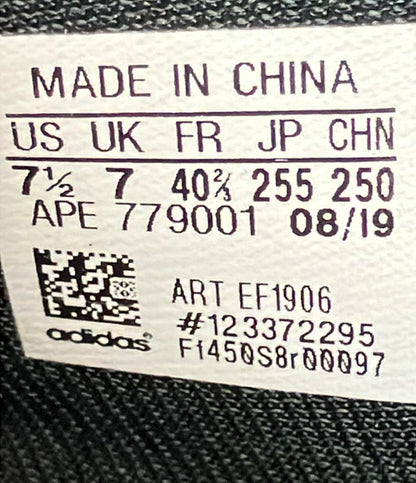 MADE IN CHINA
US UK FR JP CHN
7½ 7 40⅔ 255 250
APE 779001 08/19
ART EF1906
#123372295
adidas
F1450S8r00097